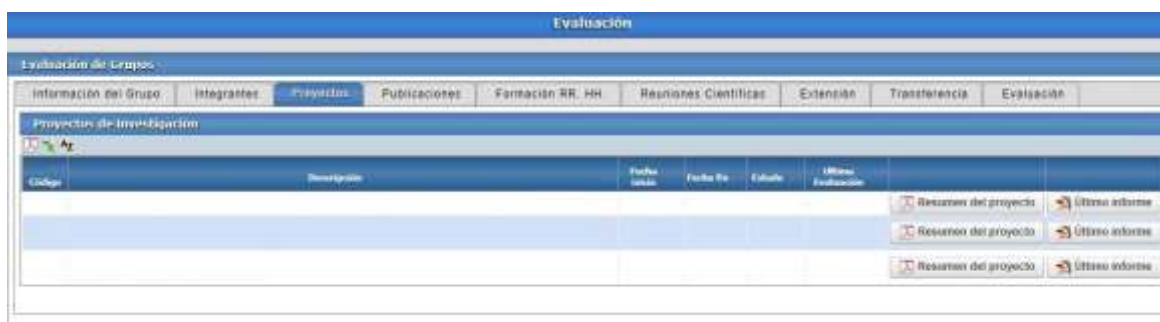 Evaluación
Evaluación de Grupos
Información del Grupo Integrantes Proyectos Publicaciones Formación RR. HH Reuniones Científicas Extensión Transferencia Evaluación
Proyectos de Investigación
Código Descripción Fecha Inicio Fecha fin Estado Última Evaluación
Resumen del proyecto Último informe
Resumen del proyecto Último informe
Resumen del proyecto Último informe